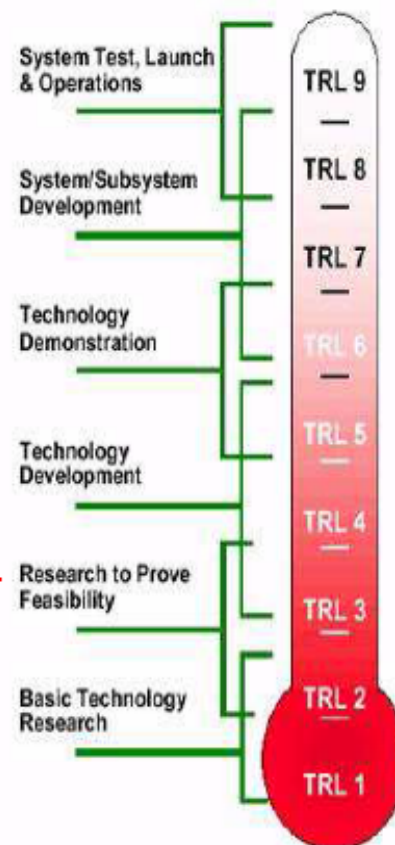 System Test, Launch
& Operations
System/Subsystem
Development
Technology
Demonstration
Technology
Development
Research to Prove
Feasibility
Basic Technology
Research
TRL 9
TRL 8
TRL 7
TRL 6
TRL 5
TRL 4
TRL 3
TRL 2
TRL 1